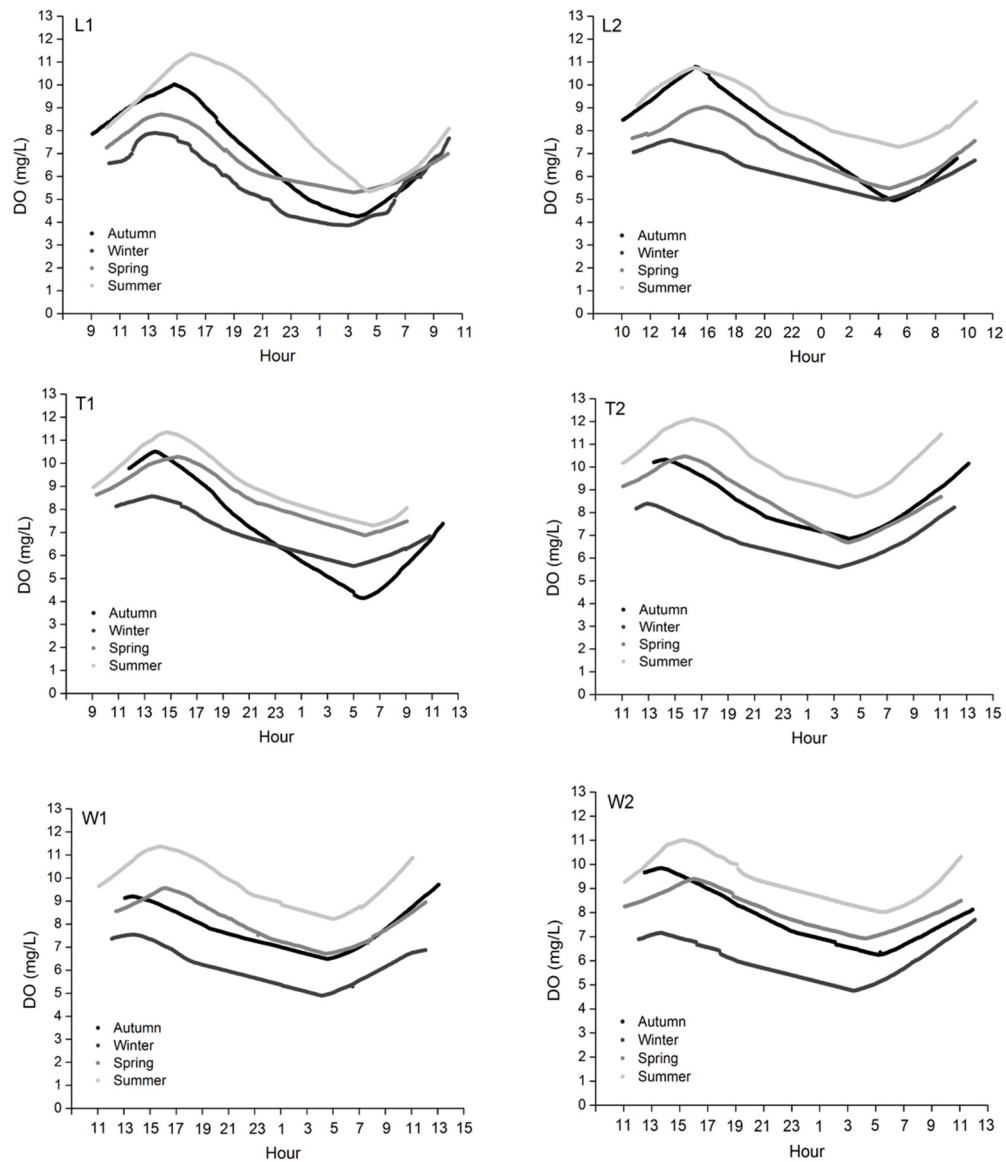 L1
13
12
11
10
9
8
7
6
5
4
3
2
1
0
DO (mg/L)
Autumn
Winter
Spring
Summer
9 11 13 15 17 19 21 23 1 3 5 7 9 11
Hour
L2
13
12
11
10
9
8
7
6
5
4
3
2
1
0
DO (mg/L)
Autumn
Winter
Spring
Summer
10 12 14 16 18 20 22 0 2 4 6 8 10 12
Hour
T1
13
12
11
10
9
8
7
6
5
4
3
2
1
0
DO (mg/L)
Autumn
Winter
Spring
Summer
9 11 13 15 17 19 21 23 1 3 5 7 9 11 13
Hour
T2
13
12
11
10
9
8
7
6
5
4
3
2
1
0
DO (mg/L)
Autumn
Winter
Spring
Summer
11 13 15 17 19 21 23 1 3 5 7 9 11 13 15
Hour
W1
13
12
11
10
9
8
7
6
5
4
3
2
1
0
DO (mg/L)
Autumn
Winter
Spring
Summer
11 13 15 17 19 21 23 1 3 5 7 9 11 13 15
Hour
W2
13
12
11
10
9
8
7
6
5
4
3
2
1
0
DO (mg/L)
Autumn
Winter
Spring
Summer
11 13 15 17 19 21 23 1 3 5 7 9 11 13 15
Hour